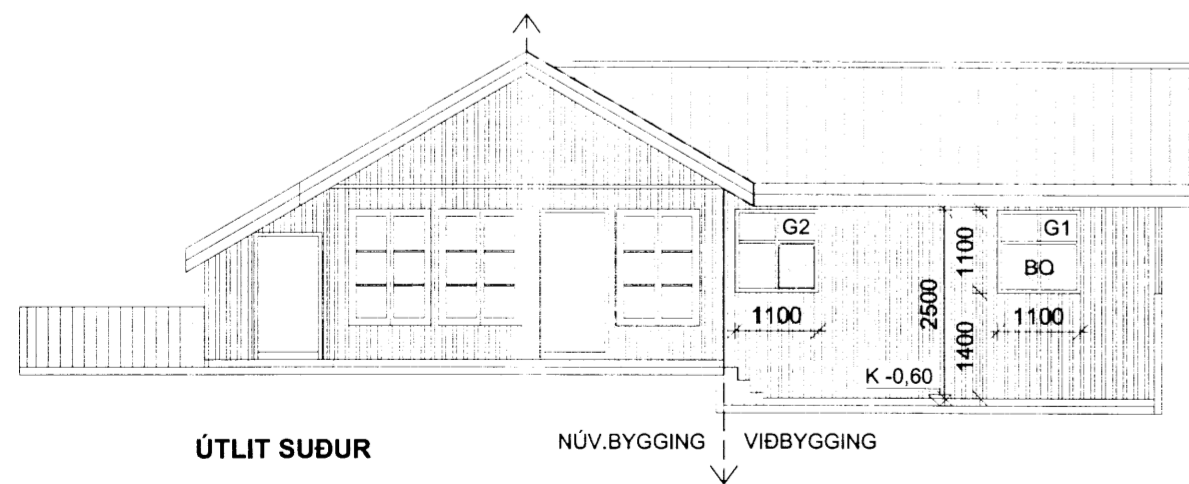 G2
G1
BO
1100
1100
2500
1100
1400
K -0,60
ÚTLIT SUÐUR
NÚV.BYGGING
VIÐBYGGING